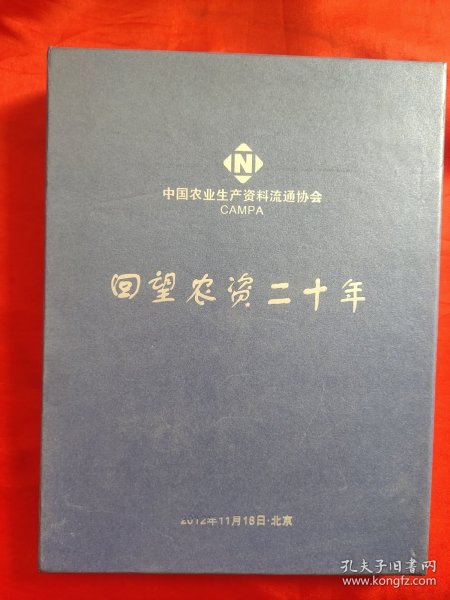 N
中国农业生产资料流通协会
CAMPA
回望农资二十年
2012年11月18日·北京
孔夫子旧书网
www.kongfz.com